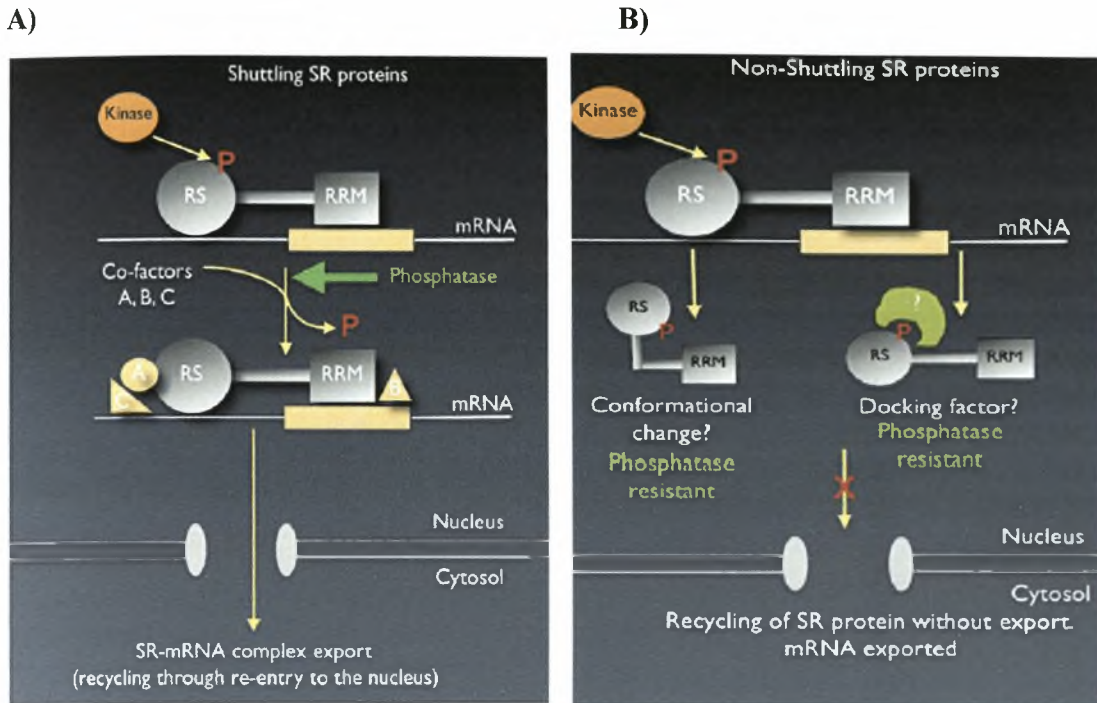 A)
Shuttling SR proteins
Kinase
P
RS
RRM
mRNA
Co-factors
A, B, C
Phosphatase
P
A
RS
RRM
B
C
mRNA
Nucleus
Cytosol
SR-mRNA complex export
(recycling through re-entry to the nucleus)
B)
Non-Shuttling SR proteins
Kinase
P
RS
RRM
mRNA
RS
P
RRM
?
P
RS
RRM
Conformational
change?
Phosphatase
resistant
Docking factor?
Phosphatase
resistant
X
Nucleus
Cytosol
Recycling of SR protein without export.
mRNA exported